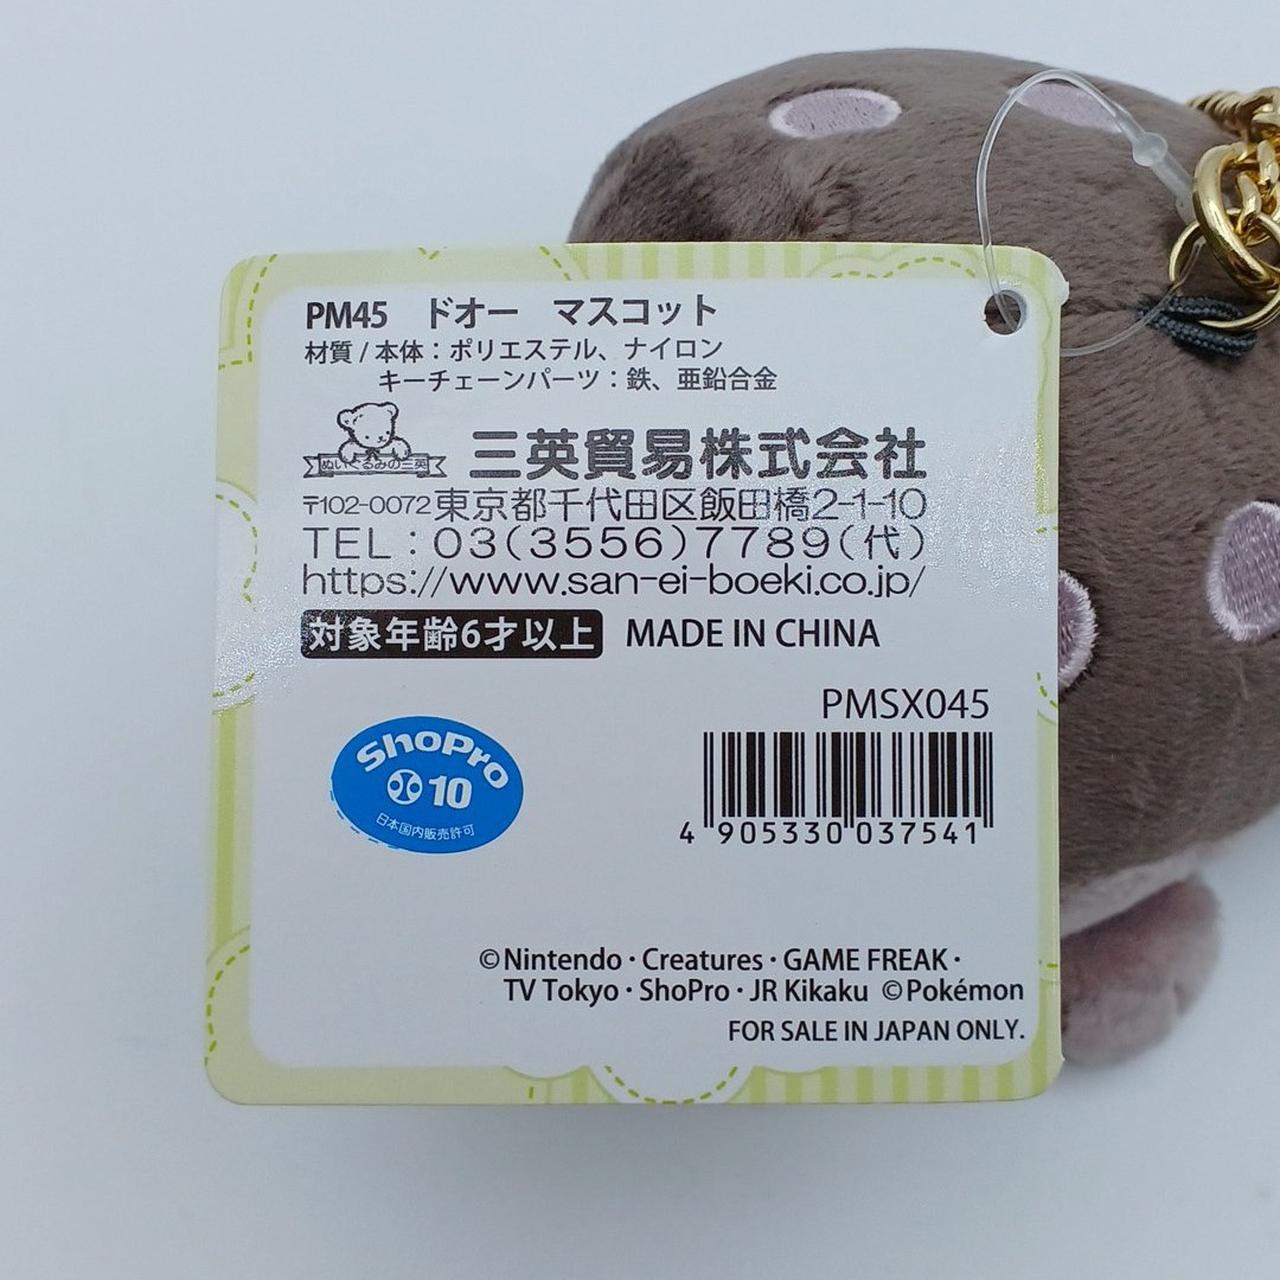 PM45　ドオー　マスコット
材質 / 本体：ポリエステル、ナイロン
キーチェーンパーツ：鉄、亜鉛合金
ぬいぐるみの三英
三英貿易株式会社
〒102-0072 東京都千代田区飯田橋2-1-10
TEL：03(3556)7789(代)
https://www.san-ei-boeki.co.jp/
対象年齢6才以上 MADE IN CHINA
PMSX045
ShoPro
10
日本国内販売許可
4 905330 037541
©Nintendo・Creatures・GAME FREAK・
TV Tokyo・ShoPro・JR Kikaku ©Pokémon
FOR SALE IN JAPAN ONLY.